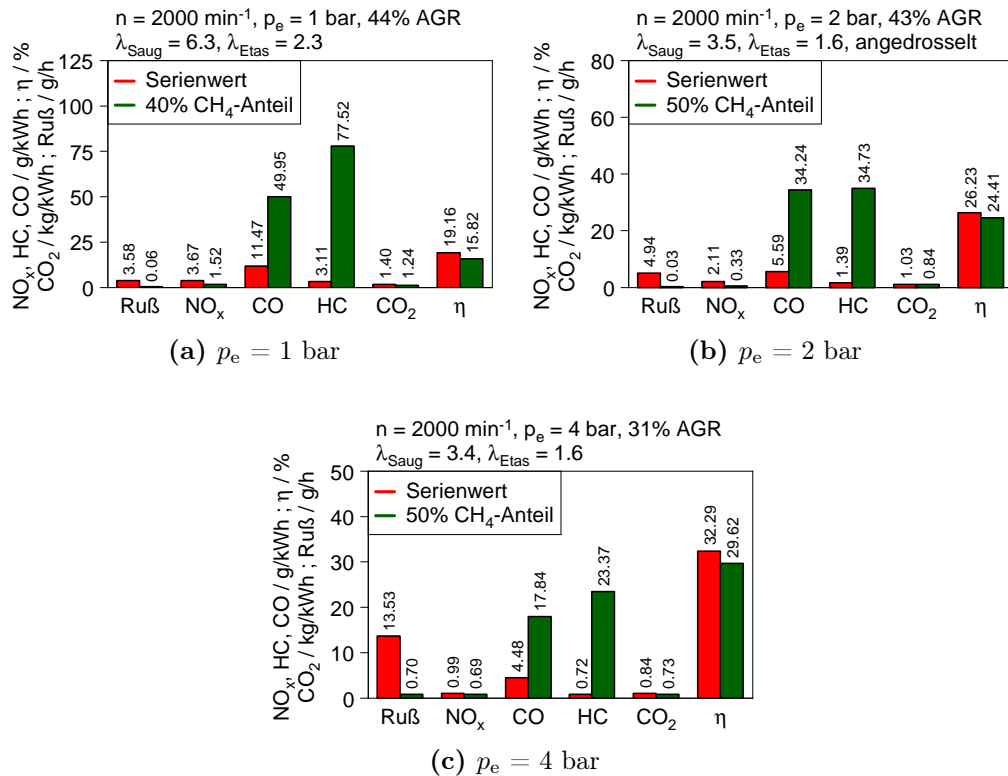 n = 2000 min-1, pe = 1 bar, 44% AGR
λSaug = 6.3, λEtas = 2.3
NOx, HC, CO / g/kWh ; η / %
CO2 / kg/kWh ; Ruß / g/h
125
100
75
50
25
0
Serienwert
40% CH4-Anteil
3.58
0.06
3.67
1.52
11.47
49.95
3.11
77.52
1.40
1.24
19.16
15.82
Ruß NOx CO HC CO2 η
(a) pe = 1 bar
n = 2000 min-1, pe = 2 bar, 43% AGR
λSaug = 3.5, λEtas = 1.6, angedrosselt
NOx, HC, CO / g/kWh ; η / %
CO2 / kg/kWh ; Ruß / g/h
80
60
40
20
0
Serienwert
50% CH4-Anteil
4.94
0.03
2.11
0.33
5.59
34.24
1.39
34.73
1.03
0.84
26.23
24.41
Ruß NOx CO HC CO2 η
(b) pe = 2 bar
n = 2000 min-1, pe = 4 bar, 31% AGR
λSaug = 3.4, λEtas = 1.6
NOx, HC, CO / g/kWh ; η / %
CO2 / kg/kWh ; Ruß / g/h
50
40
30
20
10
0
Serienwert
50% CH4-Anteil
13.53
0.70
0.99
0.69
4.48
17.84
0.72
23.37
0.84
0.73
32.29
29.62
Ruß NOx CO HC CO2 η
(c) pe = 4 bar